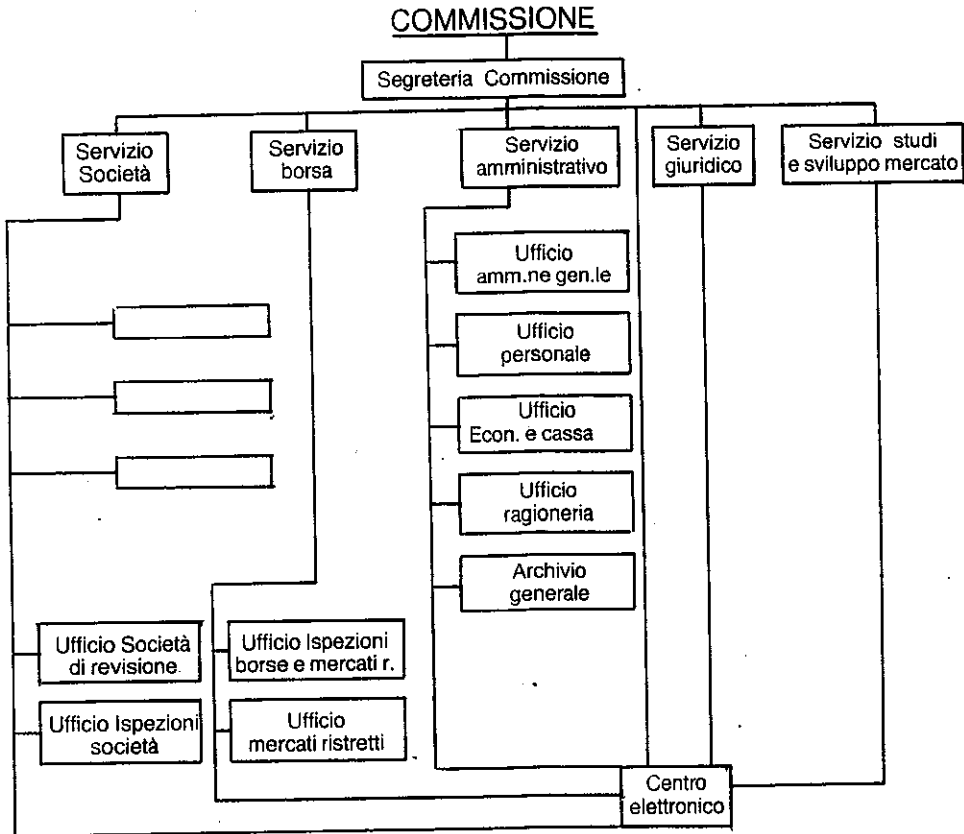 COMMISSIONE
Segreteria Commissione
Servizio
Società
Servizio
borsa
Servizio
amministrativo
Servizio
giuridico
Servizio studi
e sviluppo mercato
Ufficio
amm.ne gen.le
Ufficio
personale
Ufficio
Econ. e cassa
Ufficio
ragioneria
Archivio
generale
Ufficio Società
di revisione.
Ufficio Ispezioni
borse e mercati r.
Ufficio Ispezioni
società
Ufficio
mercati ristretti
Centro
elettronico